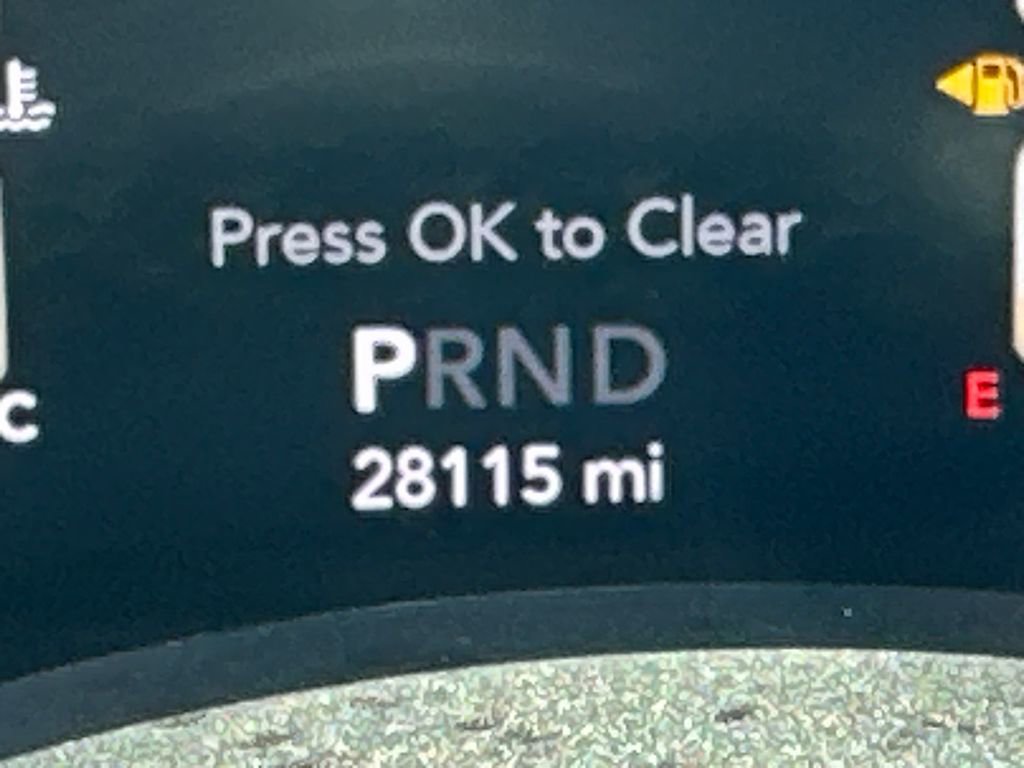 Press OK to Clear
PRND
C
E
28115 mi